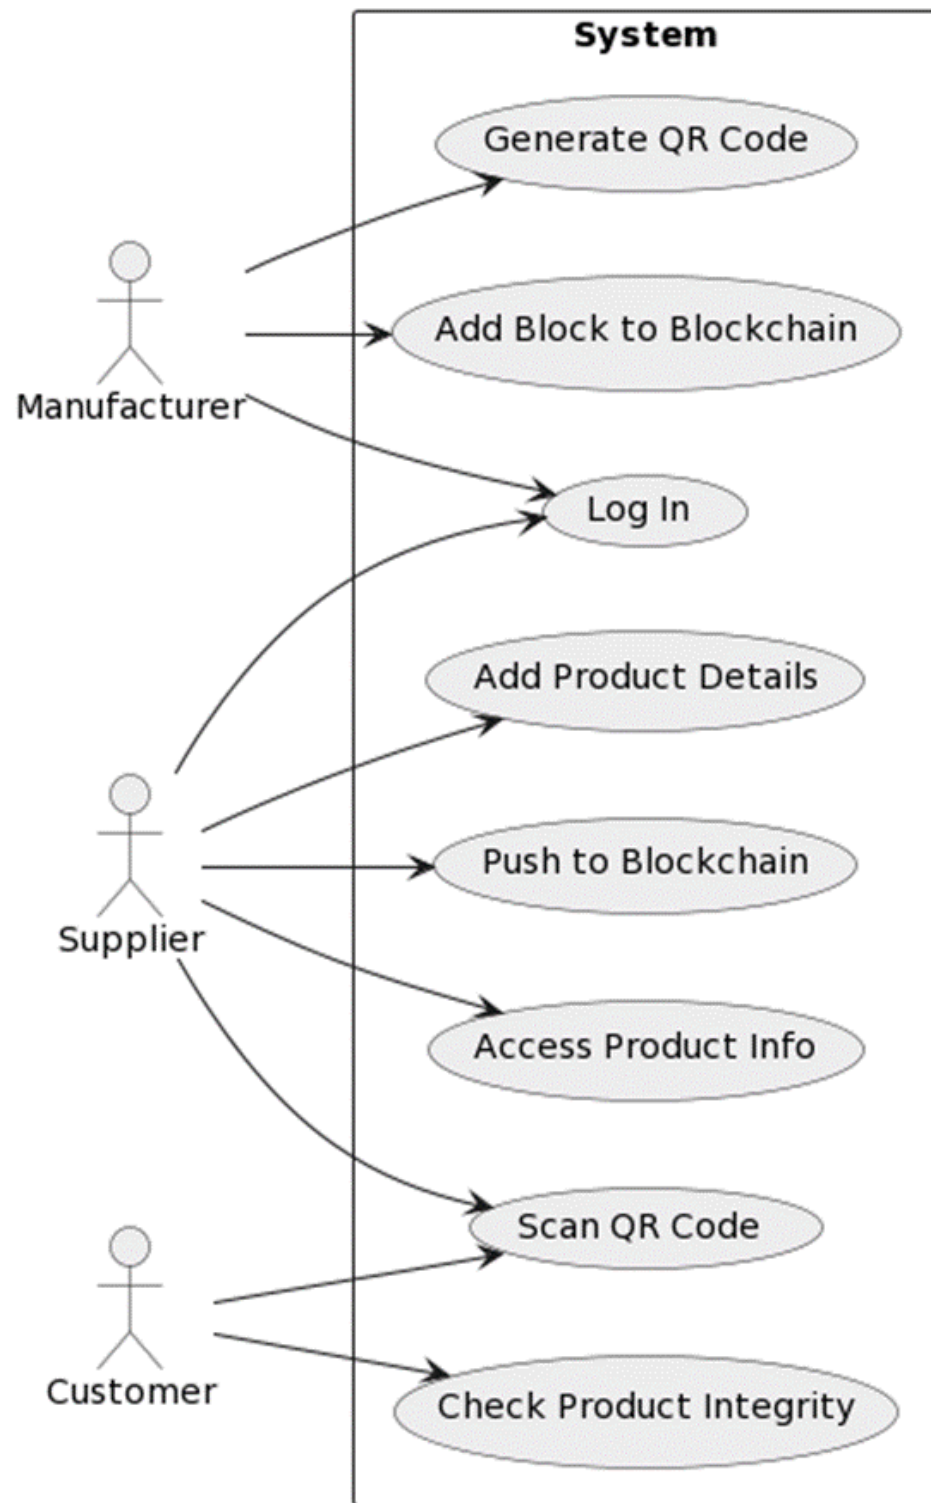 System
Generate QR Code
Add Block to Blockchain
Manufacturer
Log In
Add Product Details
Push to Blockchain
Supplier
Access Product Info
Scan QR Code
Customer
Check Product Integrity